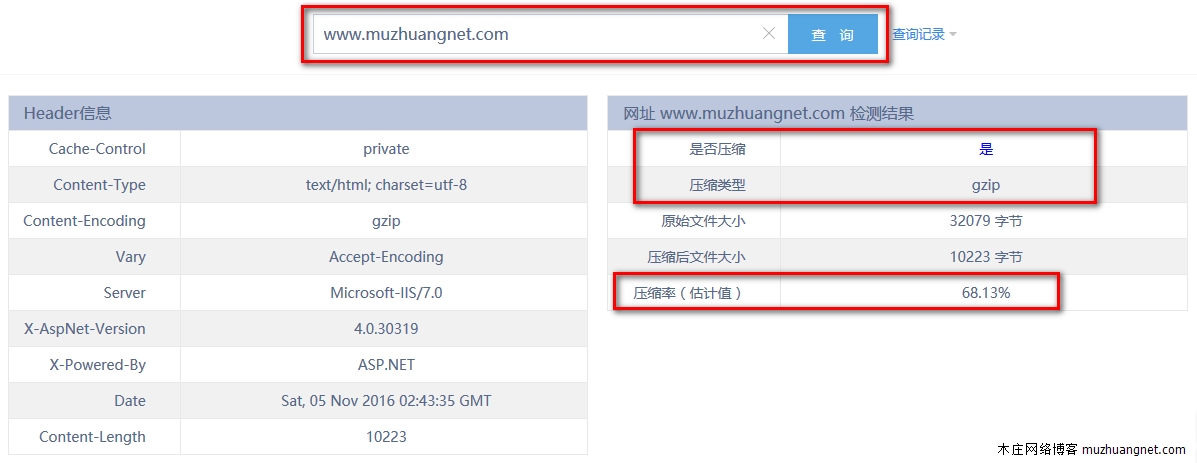 www.muzhuangnet.com × 查 询 查询记录
Header信息
Cache-Control private
Content-Type text/html; charset=utf-8
Content-Encoding gzip
Vary Accept-Encoding
Server Microsoft-IIS/7.0
X-AspNet-Version 4.0.30319
X-Powered-By ASP.NET
Date Sat, 05 Nov 2016 02:43:35 GMT
Content-Length 10223
网址 www.muzhuangnet.com 检测结果
是否压缩 是
压缩类型 gzip
原始文件大小 32079 字节
压缩后文件大小 10223 字节
压缩率（估计值） 68.13%
木庄网络博客 muzhuangnet.com